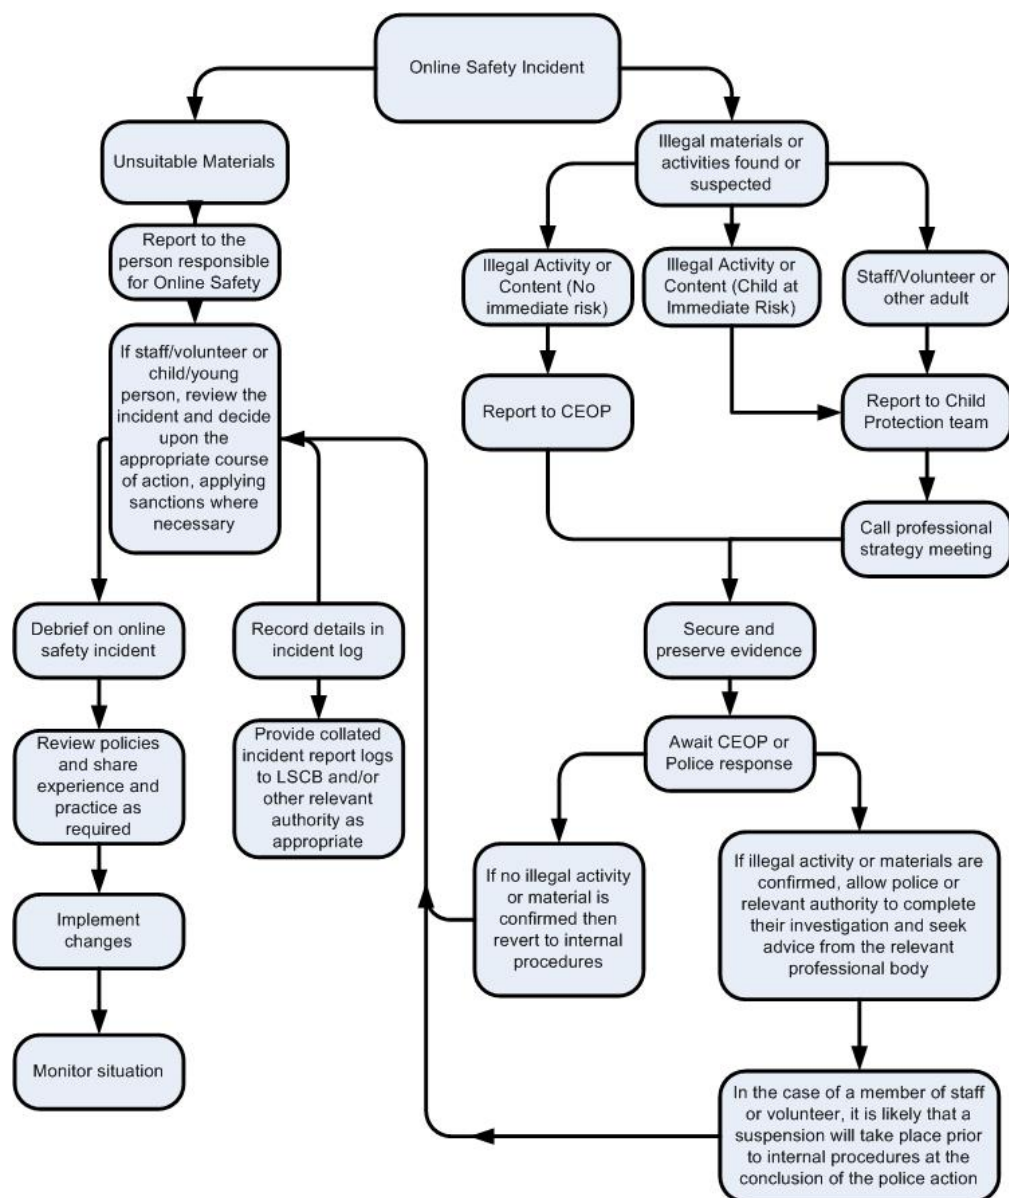 Online Safety Incident
Unsuitable Materials
Illegal materials or
activities found or
suspected
Report to the
person responsible
for Online Safety
Illegal Activity or
Content (No
immediate risk)
Illegal Activity or
Content (Child at
Immediate Risk)
Staff/Volunteer or
other adult
If staff/volunteer or
child/young
person, review the
incident and decide
upon the
appropriate course
of action, applying
sanctions where
necessary
Report to CEOP
Report to Child
Protection team
Call professional
strategy meeting
Debrief on online
safety incident
Record details in
incident log
Secure and
preserve evidence
Review policies
and share
experience and
practice as
required
Provide collated
incident report logs
to LSCB and/or
other relevant
authority as
appropriate
Await CEOP or
Police response
If no illegal activity
or material is
confirmed then
revert to internal
procedures
If illegal activity or materials are
confirmed, allow police or
relevant authority to complete
their investigation and seek
advice from the relevant
professional body
Implement
changes
Monitor situation
In the case of a member of staff
or volunteer, it is likely that a
suspension will take place prior
to internal procedures at the
conclusion of the police action